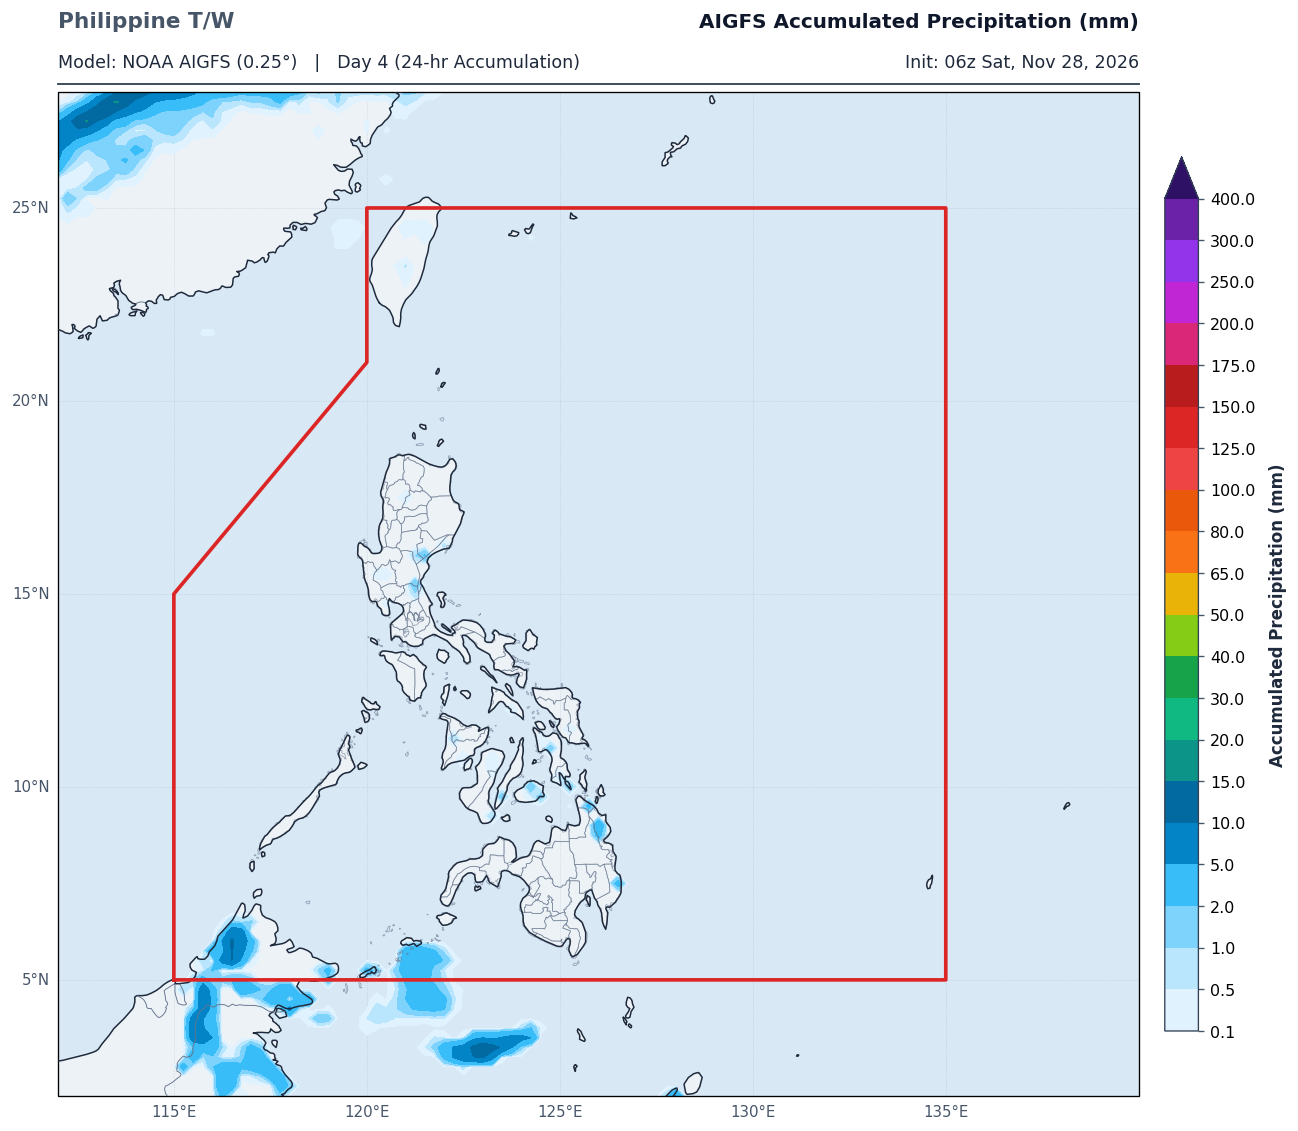 Philippine T/W
AIGFS Accumulated Precipitation (mm)
Model: NOAA AIGFS (0.25°)   |   Day 4 (24-hr Accumulation)
Init: 06z Sat, Nov 28, 2026
25°N
20°N
15°N
10°N
5°N
115°E
120°E
125°E
130°E
135°E
400.0
300.0
250.0
200.0
175.0
150.0
125.0
100.0
80.0
65.0
50.0
40.0
30.0
20.0
15.0
10.0
5.0
2.0
1.0
0.5
0.1
Accumulated Precipitation (mm)